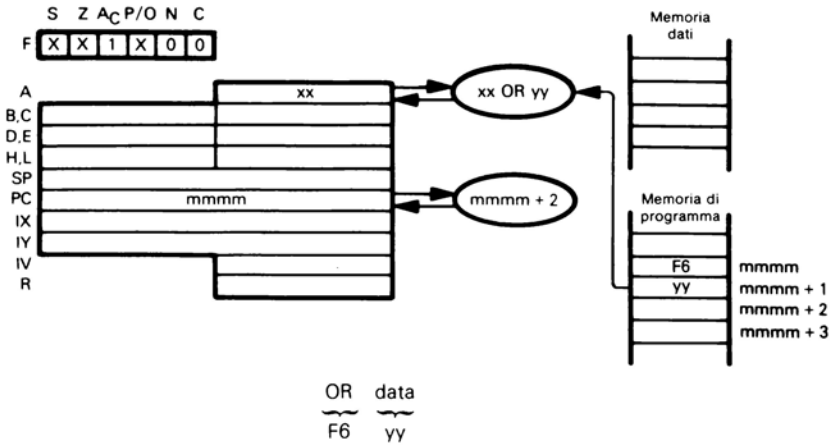 S Z AC P/O N C
F X X 1 X 0 0
A xx
B,C
D,E
H,L
SP
PC mmmm
IX
IY
IV
R
xx OR yy
mmmm + 2
Memoria
dati
Memoria di
programma
F6 mmmm
yy mmmm + 1
mmmm + 2
mmmm + 3
OR data
F6 yy